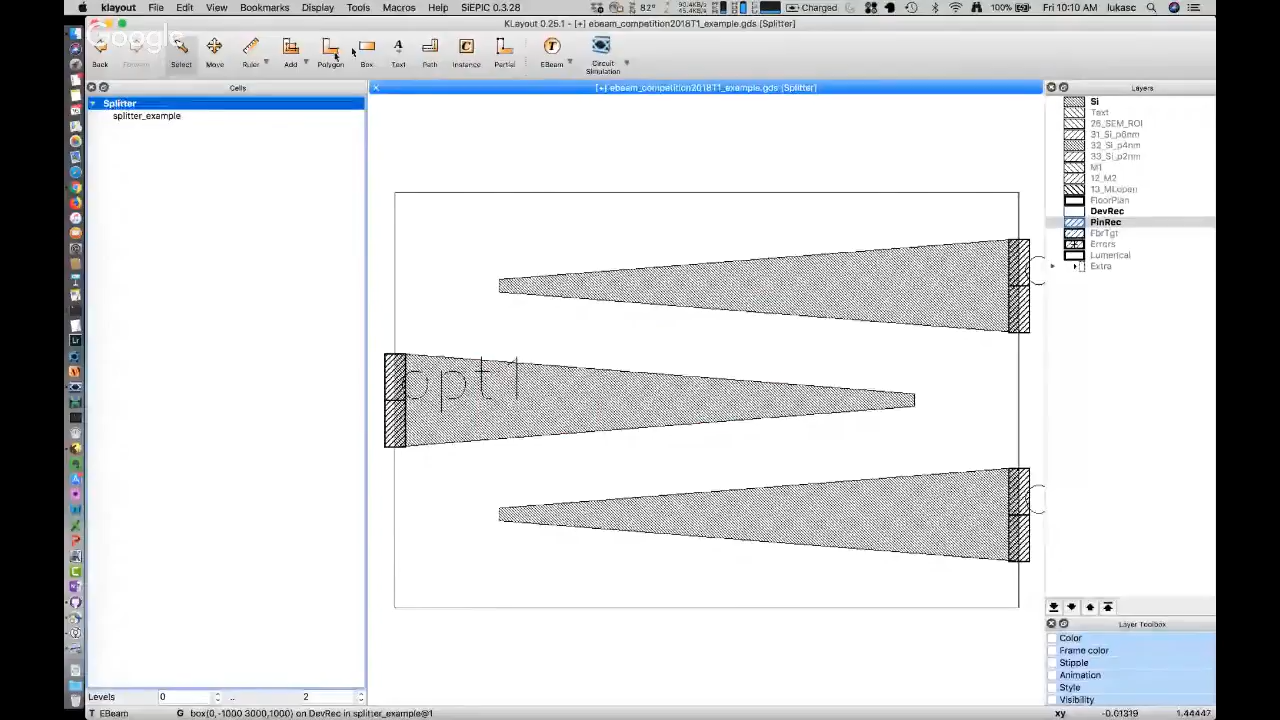 klayout File Edit View Bookmarks Display Tools Macros Help SiEPIC 0.3.28
82° Charged 100% Fri 10:10 AM lukasc
KLayout 0.25.1 - [+] ebeam_competition2018T1_example.gds [Splitter]
Google
Back Select Move Ruler Add Polygon Box Text Path Instance Partial EBeam Circuit Simulation
Cells
[+] ebeam_competition2018T1_example.gds [Splitter]
Layers
Splitter
splitter_example
Si
Text
26_SEM_ROI
31_Si_p6nm
32_Si_p4nm
33_Si_p2nm
M1
12_M2
13_MLopen
FloorPlan
DevRec
PinRec
FbrTgt
Errors
Lumerical
Extra
opt1
Layer Toolbox
Color
Frame color
Stipple
Animation
Style
Visibility
Levels 0 .. 2
T EBeam G box(0,-1000 3000,1000) on DevRec in splitter_example@1 xy -0.01319 1.44447